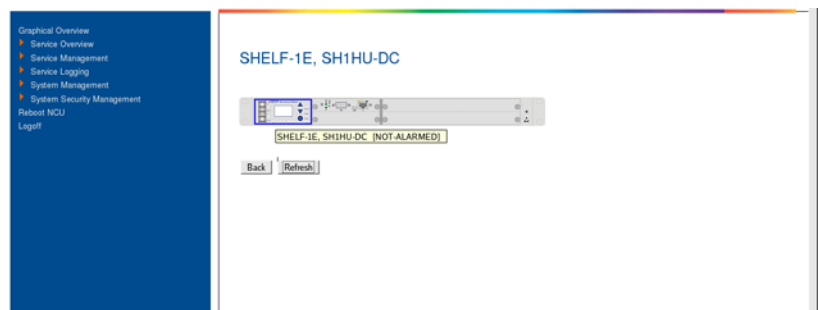 Graphical Overview
Service Overview
Service Management
Service Logging
System Management
System Security Management
Reboot NCU
Logoff
SHELF-1E, SH1HU-DC
SHELF-1E, SH1HU-DC [NOT-ALARMED]
Back
Refresh